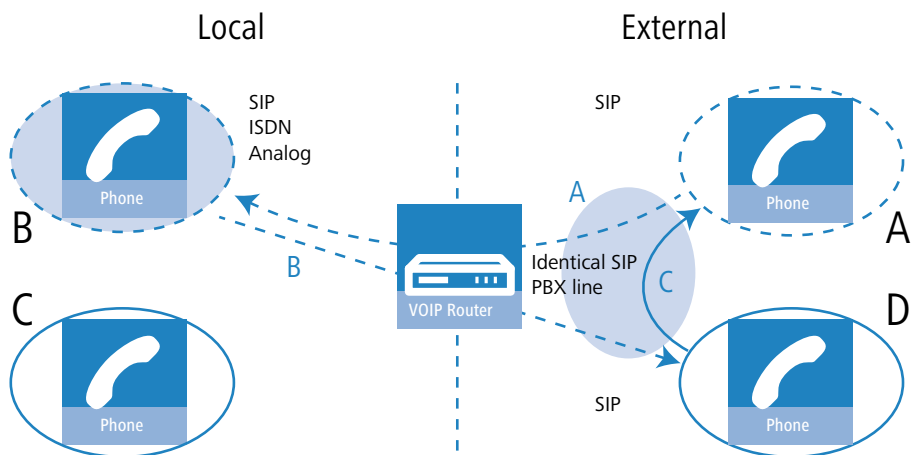 Local
External
SIP
ISDN
Analog
SIP
Phone
Phone
B
A
A
B
Identical SIP
PBX line
C
VOIP Router
C
D
Phone
SIP
Phone